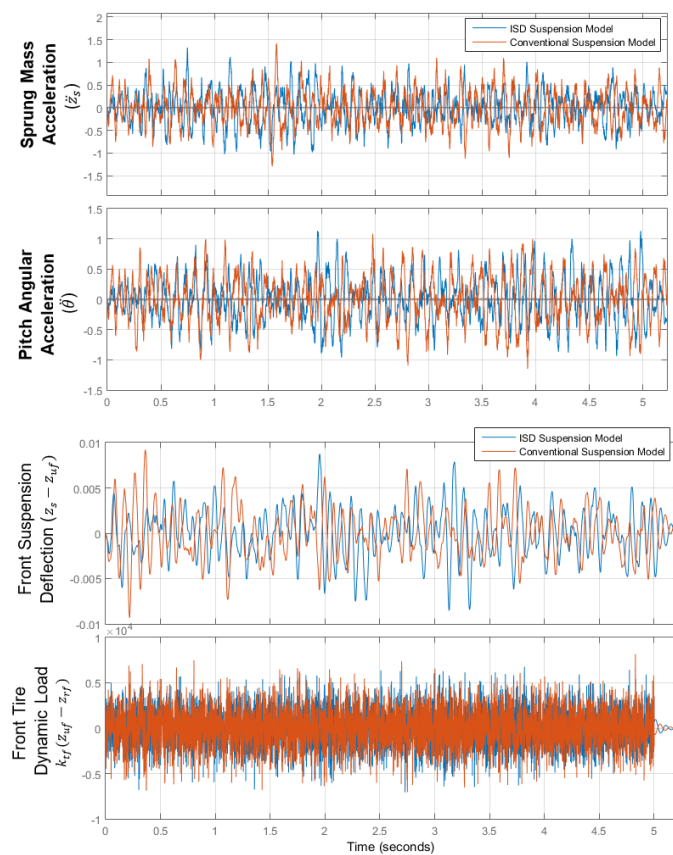 ISD Suspension Model
Conventional Suspension Model
Sprung Mass
Acceleration
(z̈ₛ)
2
1.5
1
0.5
0
-0.5
-1
-1.5
Pitch Angular
Acceleration
(θ̈)
1.5
1
0.5
0
-0.5
-1
-1.5
0 0.5 1 1.5 2 2.5 3 3.5 4 4.5 5
ISD Suspension Model
Conventional Suspension Model
Front Suspension
Deflection (zₛ − z_uf)
0.01
0.005
0
-0.005
-0.01
×10⁴
Front Tire
Dynamic Load
k_tf(z_uf − z_rf)
1
0.5
0
-0.5
-1
0 0.5 1 1.5 2 2.5 3 3.5 4 4.5 5
Time (seconds)